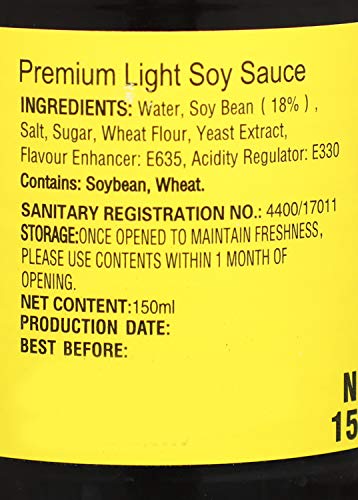 Premium Light Soy Sauce
INGREDIENTS: Water, Soy Bean ( 18% ) ,
Salt, Sugar, Wheat Flour, Yeast Extract,
Flavour Enhancer: E635, Acidity Regulator: E330
Contains: Soybean, Wheat.
SANITARY REGISTRATION NO.: 4400/17011
STORAGE:ONCE OPENED TO MAINTAIN FRESHNESS,
PLEASE USE CONTENTS WITHIN 1 MONTH OF
OPENING.
NET CONTENT:150ml
PRODUCTION DATE:
BEST BEFORE:
N
15